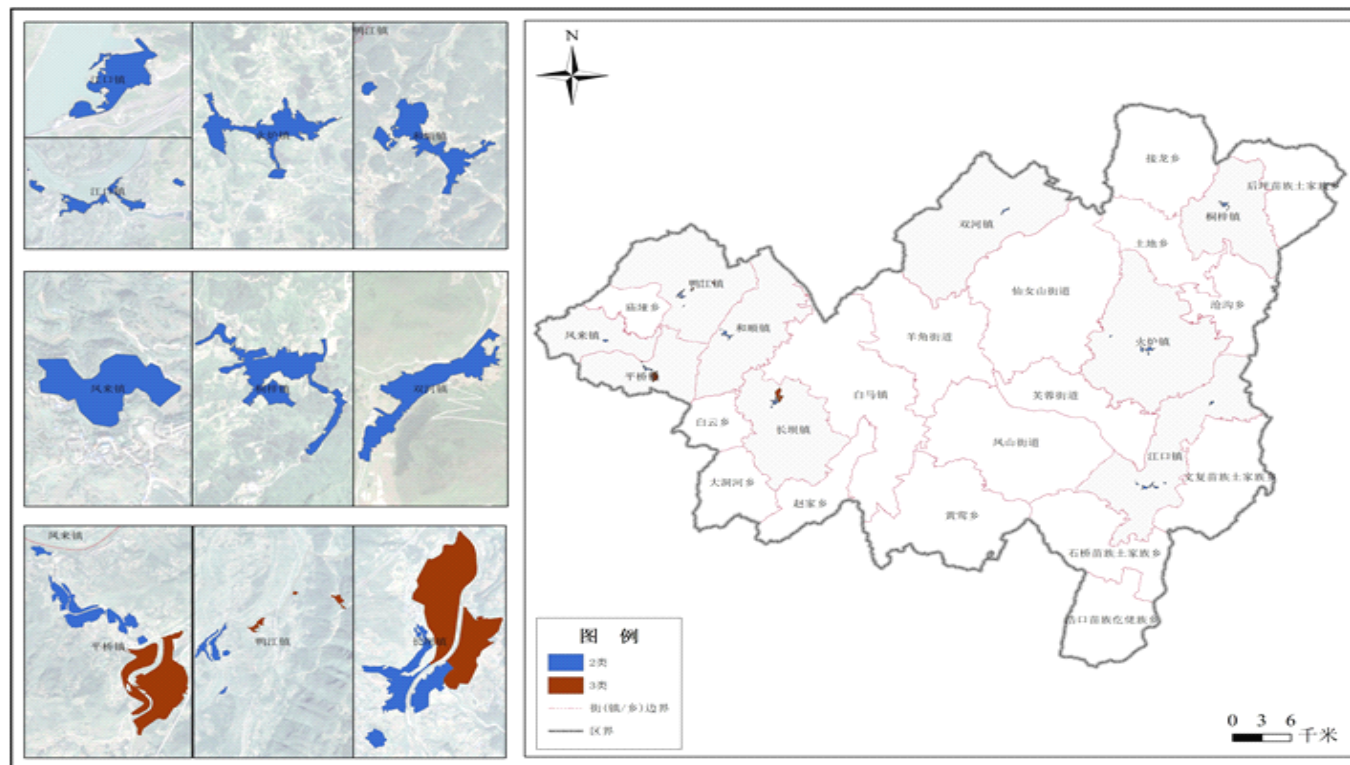 鸭江镇
江口镇
江口镇
火炉镇
和顺镇
凤来镇
桐梓镇
双河镇
凤来镇
平桥镇
鸭江镇
长坝镇
N
接龙乡
后坪苗族土家族乡
桐梓镇
双河镇
土地乡
仙女山街道
沧沟乡
鸭江镇
庙垭乡
和顺镇
凤来镇
羊角街道
火炉镇
平桥镇
白马镇
芙蓉街道
白云乡
长坝镇
凤山街道
江口镇
文复苗族土家族乡
大洞河乡
赵家乡
黄莺乡
石桥苗族土家族乡
浩口苗族仡佬族乡
图 例
2类
3类
街(镇/乡)边界
区界
0 3 6
千米